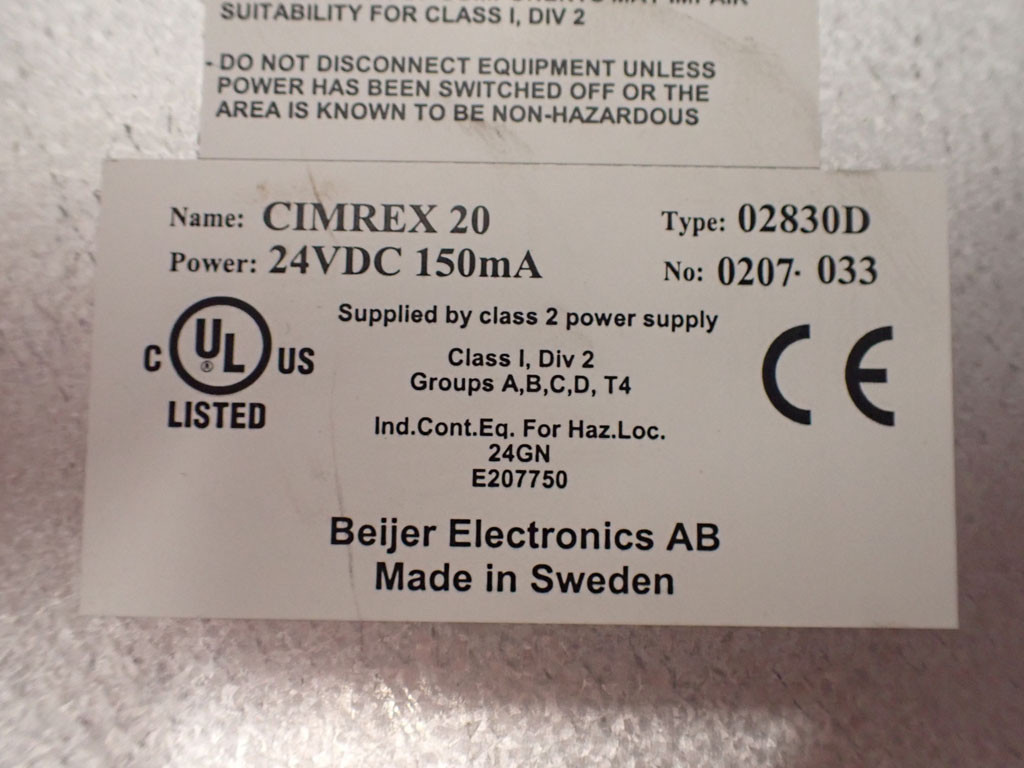 COMPONENTS MAY IMPAIR
SUITABILITY FOR CLASS I, DIV 2
- DO NOT DISCONNECT EQUIPMENT UNLESS
POWER HAS BEEN SWITCHED OFF OR THE
AREA IS KNOWN TO BE NON-HAZARDOUS
Name: CIMREX 20 Type: 02830D
Power: 24VDC 150mA No: 0207· 033
Supplied by class 2 power supply
C UL ® US
LISTED
Class I, Div 2
Groups A,B,C,D, T4
CE
Ind.Cont.Eq. For Haz.Loc.
24GN
E207750
Beijer Electronics AB
Made in Sweden